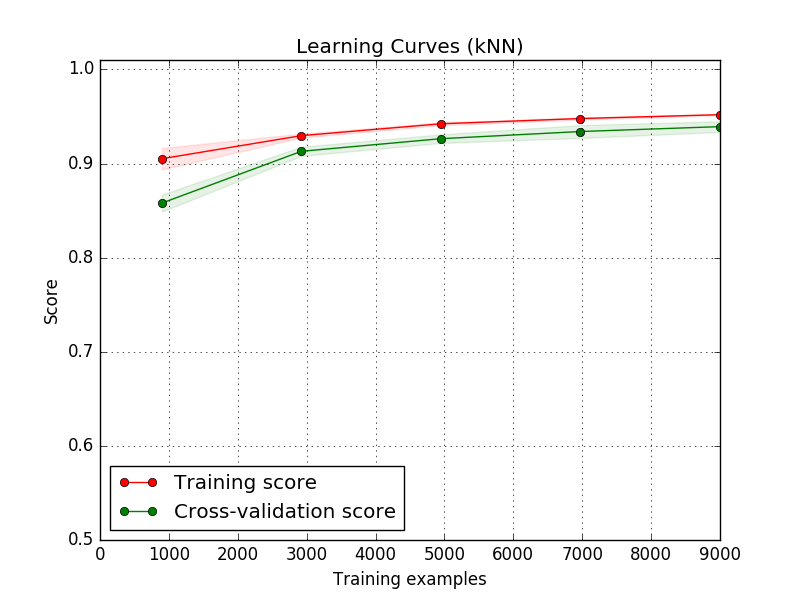 Learning Curves (kNN)
1.0
0.9
0.8
0.7
0.6
0.5
Score
Training score
Cross-validation score
0 1000 2000 3000 4000 5000 6000 7000 8000 9000
Training examples